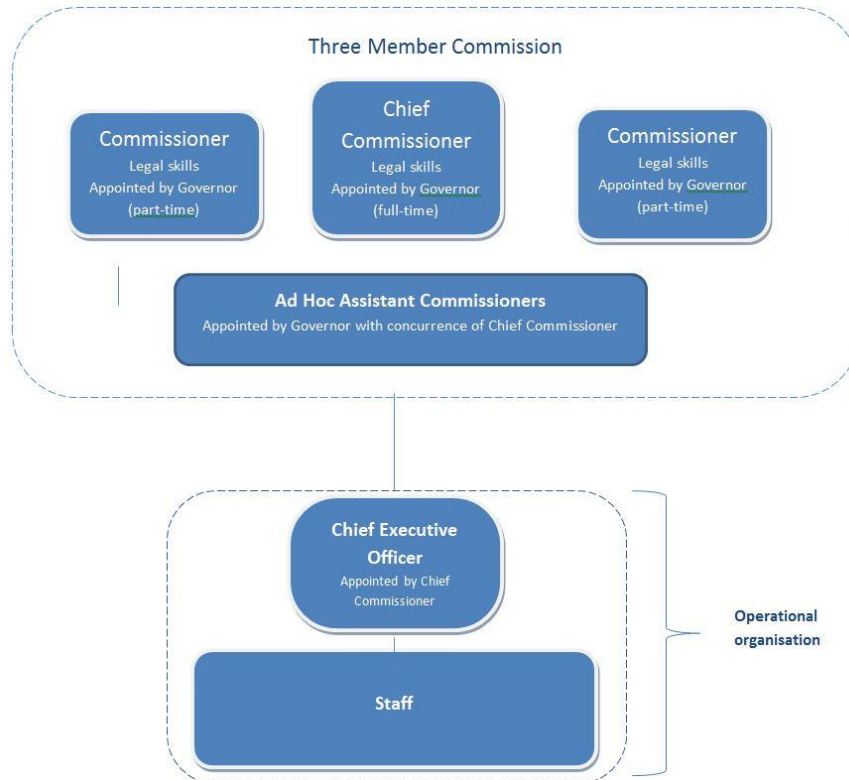 Three Member Commission
Commissioner
Legal skills
Appointed by Governor
(part-time)
Chief
Commissioner
Legal skills
Appointed by Governor
(full-time)
Commissioner
Legal skills
Appointed by Governor
(part-time)
Ad Hoc Assistant Commissioners
Appointed by Governor with concurrence of Chief Commissioner
Chief Executive
Officer
Appointed by Chief
Commissioner
Operational
organisation
Staff